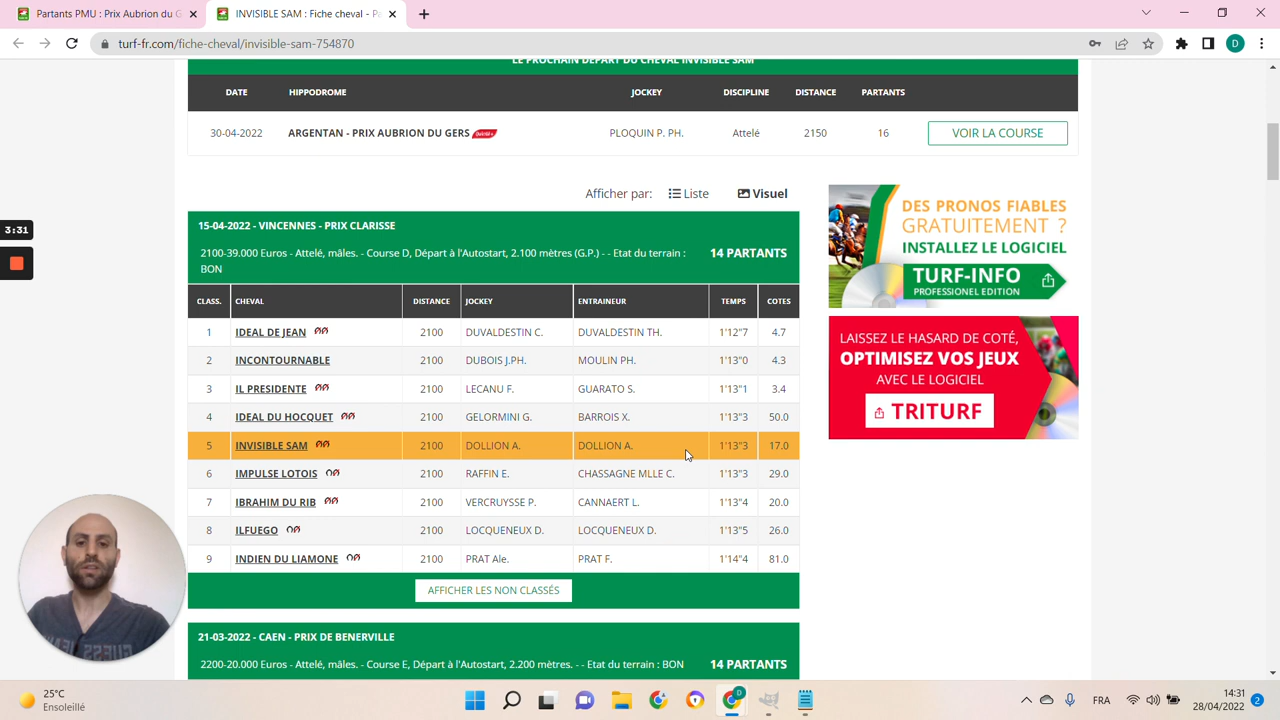 Partants PMU : Prix Aubrion du G
INVISIBLE SAM : Fiche cheval - P
turf-fr.com/fiche-cheval/invisible-sam-754870
D
LE PROCHAIN DÉPART DU CHEVAL INVISIBLE SAM
DATE HIPPODROME JOCKEY DISCIPLINE DISTANCE PARTANTS
30-04-2022 ARGENTAN - PRIX AUBRION DU GERS PLOQUIN P. PH. Attelé 2150 16 VOIR LA COURSE
Afficher par: Liste Visuel
3:31
15-04-2022 - VINCENNES - PRIX CLARISSE
2100-39.000 Euros - Attelé, mâles. - Course D, Départ à l'Autostart, 2.100 mètres (G.P.) - - Etat du terrain :
BON
14 PARTANTS
CLASS. CHEVAL DISTANCE JOCKEY ENTRAINEUR TEMPS COTES
1 IDEAL DE JEAN 2100 DUVALDESTIN C. DUVALDESTIN TH. 1'12"7 4.7
2 INCONTOURNABLE 2100 DUBOIS J.PH. MOULIN PH. 1'13"0 4.3
3 IL PRESIDENTE 2100 LECANU F. GUARATO S. 1'13"1 3.4
4 IDEAL DU HOCQUET 2100 GELORMINI G. BARROIS X. 1'13"3 50.0
5 INVISIBLE SAM 2100 DOLLION A. DOLLION A. 1'13"3 17.0
6 IMPULSE LOTOIS 2100 RAFFIN E. CHASSAGNE MLLE C. 1'13"3 29.0
7 IBRAHIM DU RIB 2100 VERCRUYSSE P. CANNAERT L. 1'13"4 20.0
8 ILFUEGO 2100 LOCQUENEUX D. LOCQUENEUX D. 1'13"5 26.0
9 INDIEN DU LIAMONE 2100 PRAT Ale. PRAT F. 1'14"4 81.0
AFFICHER LES NON CLASSÉS
21-03-2022 - CAEN - PRIX DE BENERVILLE
2200-20.000 Euros - Attelé, mâles. - Course E, Départ à l'Autostart, 2.200 mètres. - - Etat du terrain : BON
14 PARTANTS
DES PRONOS FIABLES
GRATUITEMENT ?
INSTALLEZ LE LOGICIEL
TURF-INFO
PROFESIONEL EDITION
LAISSEZ LE HASARD DE COTÉ,
OPTIMISEZ VOS JEUX
AVEC LE LOGICIEL
TRITURF
GUESS
25°C
Ensoleillé
D
FRA
14:31
28/04/2022
2